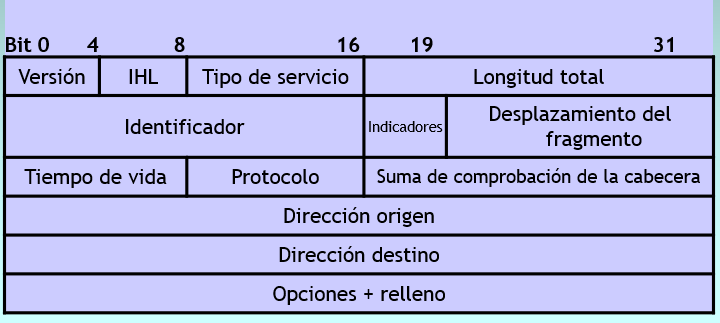 Bit 0 4 8 16 19 31
Versión IHL Tipo de servicio Longitud total
Identificador Indicadores Desplazamiento del
fragmento
Tiempo de vida Protocolo Suma de comprobación de la cabecera
Dirección origen
Dirección destino
Opciones + relleno